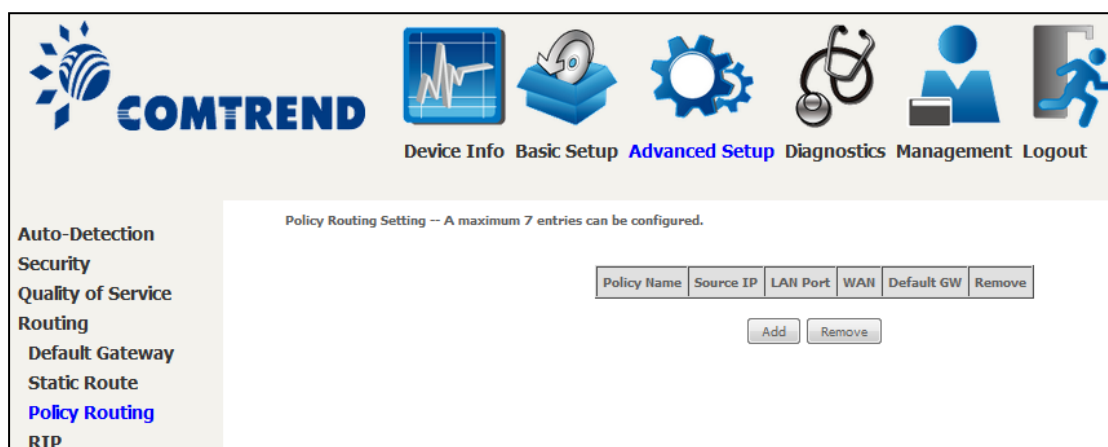 COMTREND
Device Info Basic Setup Advanced Setup Diagnostics Management Logout
Auto-Detection
Security
Quality of Service
Routing
Default Gateway
Static Route
Policy Routing
RIP
Policy Routing Setting -- A maximum 7 entries can be configured.
Policy Name Source IP LAN Port WAN Default GW Remove
Add Remove